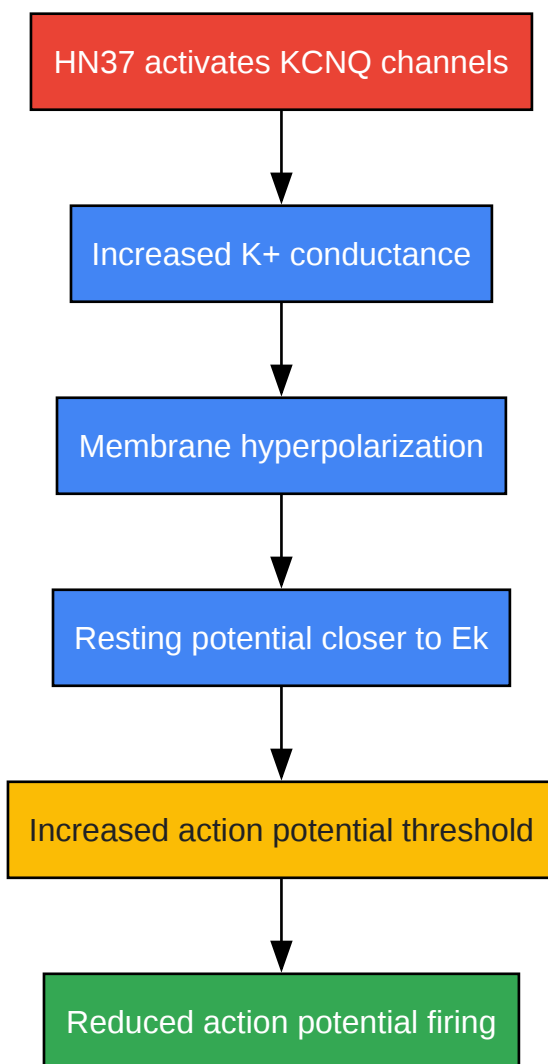 HN37 activates KCNQ channels
Increased K+ conductance
Membrane hyperpolarization
Resting potential closer to Ek
Increased action potential threshold
Reduced action potential firing